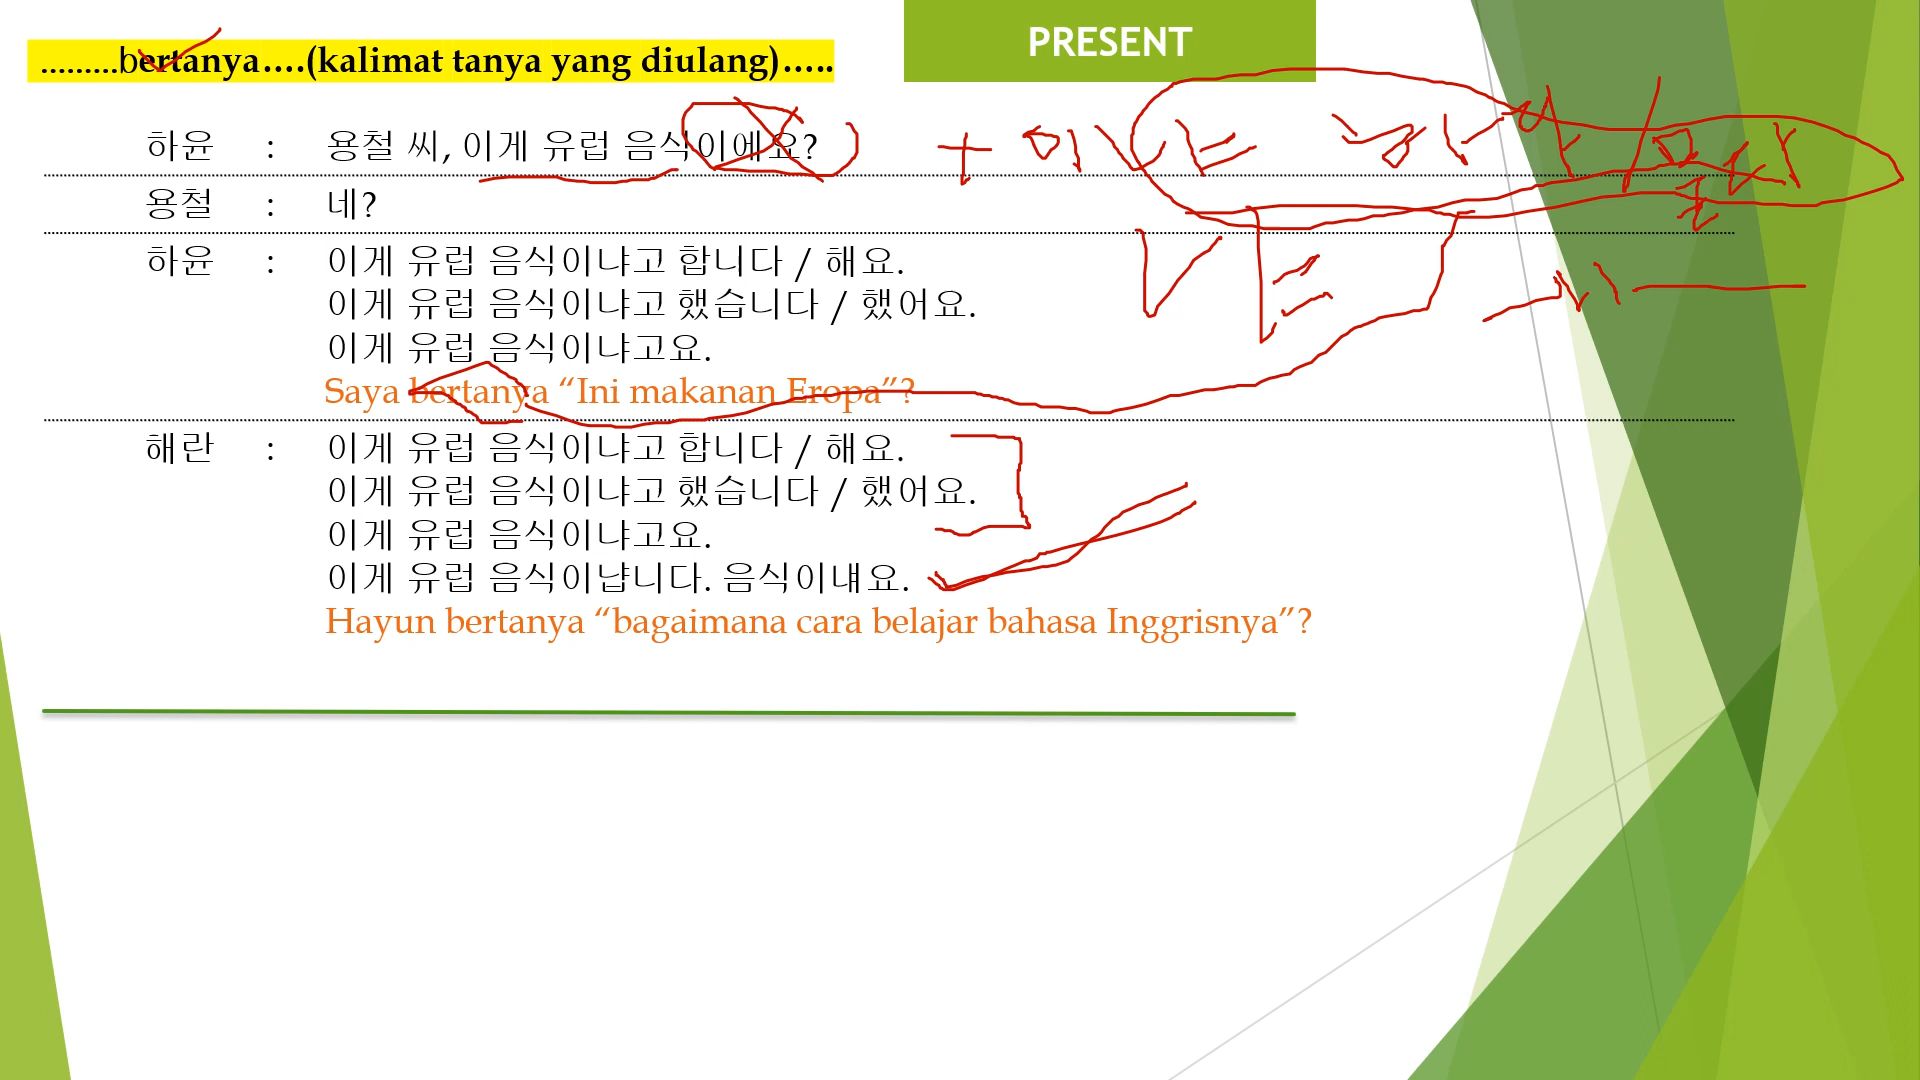 .........bertanya....(kalimat tanya yang diulang).....
PRESENT
하윤 : 용철 씨, 이게 유럽 음식이에요?
용철 : 네?
하윤 : 이게 유럽 음식이냐고 합니다 / 해요.
이게 유럽 음식이냐고 했습니다 / 했어요.
이게 유럽 음식이냐고요.
Saya bertanya “Ini makanan Eropa”?
해란 : 이게 유럽 음식이냐고 합니다 / 해요.
이게 유럽 음식이냐고 했습니다 / 했어요.
이게 유럽 음식이냐고요.
이게 유럽 음식이냡니다. 음식이냬요.
Hayun bertanya “bagaimana cara belajar bahasa Inggrisnya”?